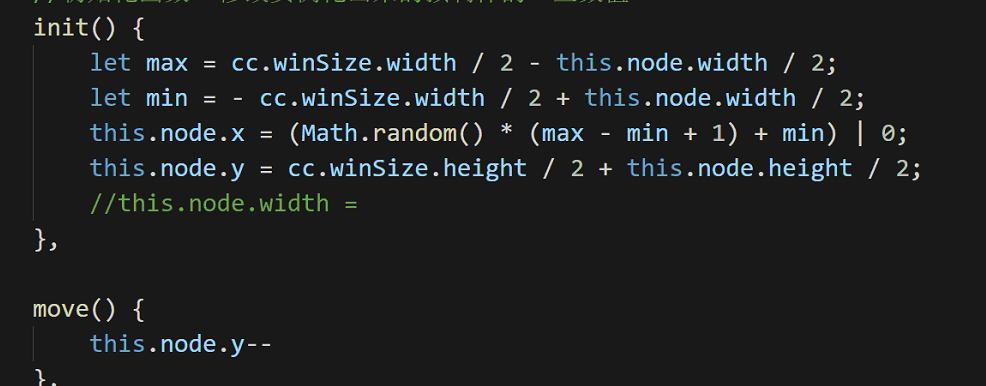 init() {
let max = cc.winSize.width / 2 - this.node.width / 2;
let min = - cc.winSize.width / 2 + this.node.width / 2;
this.node.x = (Math.random() * (max - min + 1) + min) | 0;
this.node.y = cc.winSize.height / 2 + this.node.height / 2;
//this.node.width =
},
move() {
this.node.y--
},